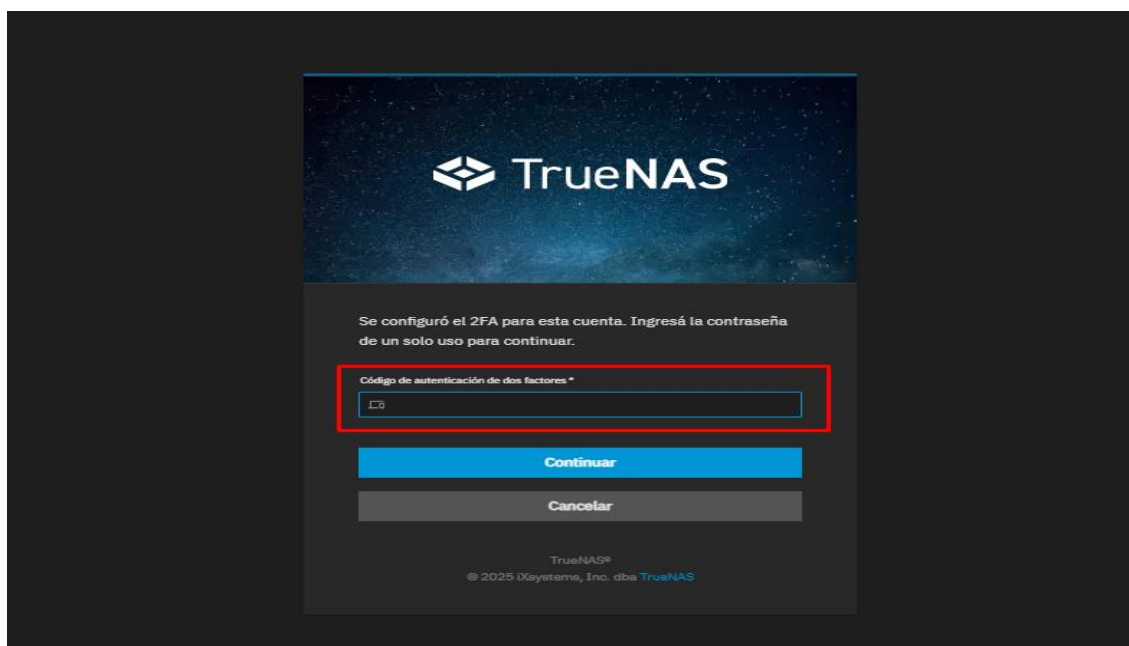 TrueNAS
Se configuró el 2FA para esta cuenta. Ingresá la contraseña
de un solo uso para continuar.
Código de autenticación de dos factores *
Continuar
Cancelar
TrueNAS®
© 2025 iXsystems, Inc. dba TrueNAS